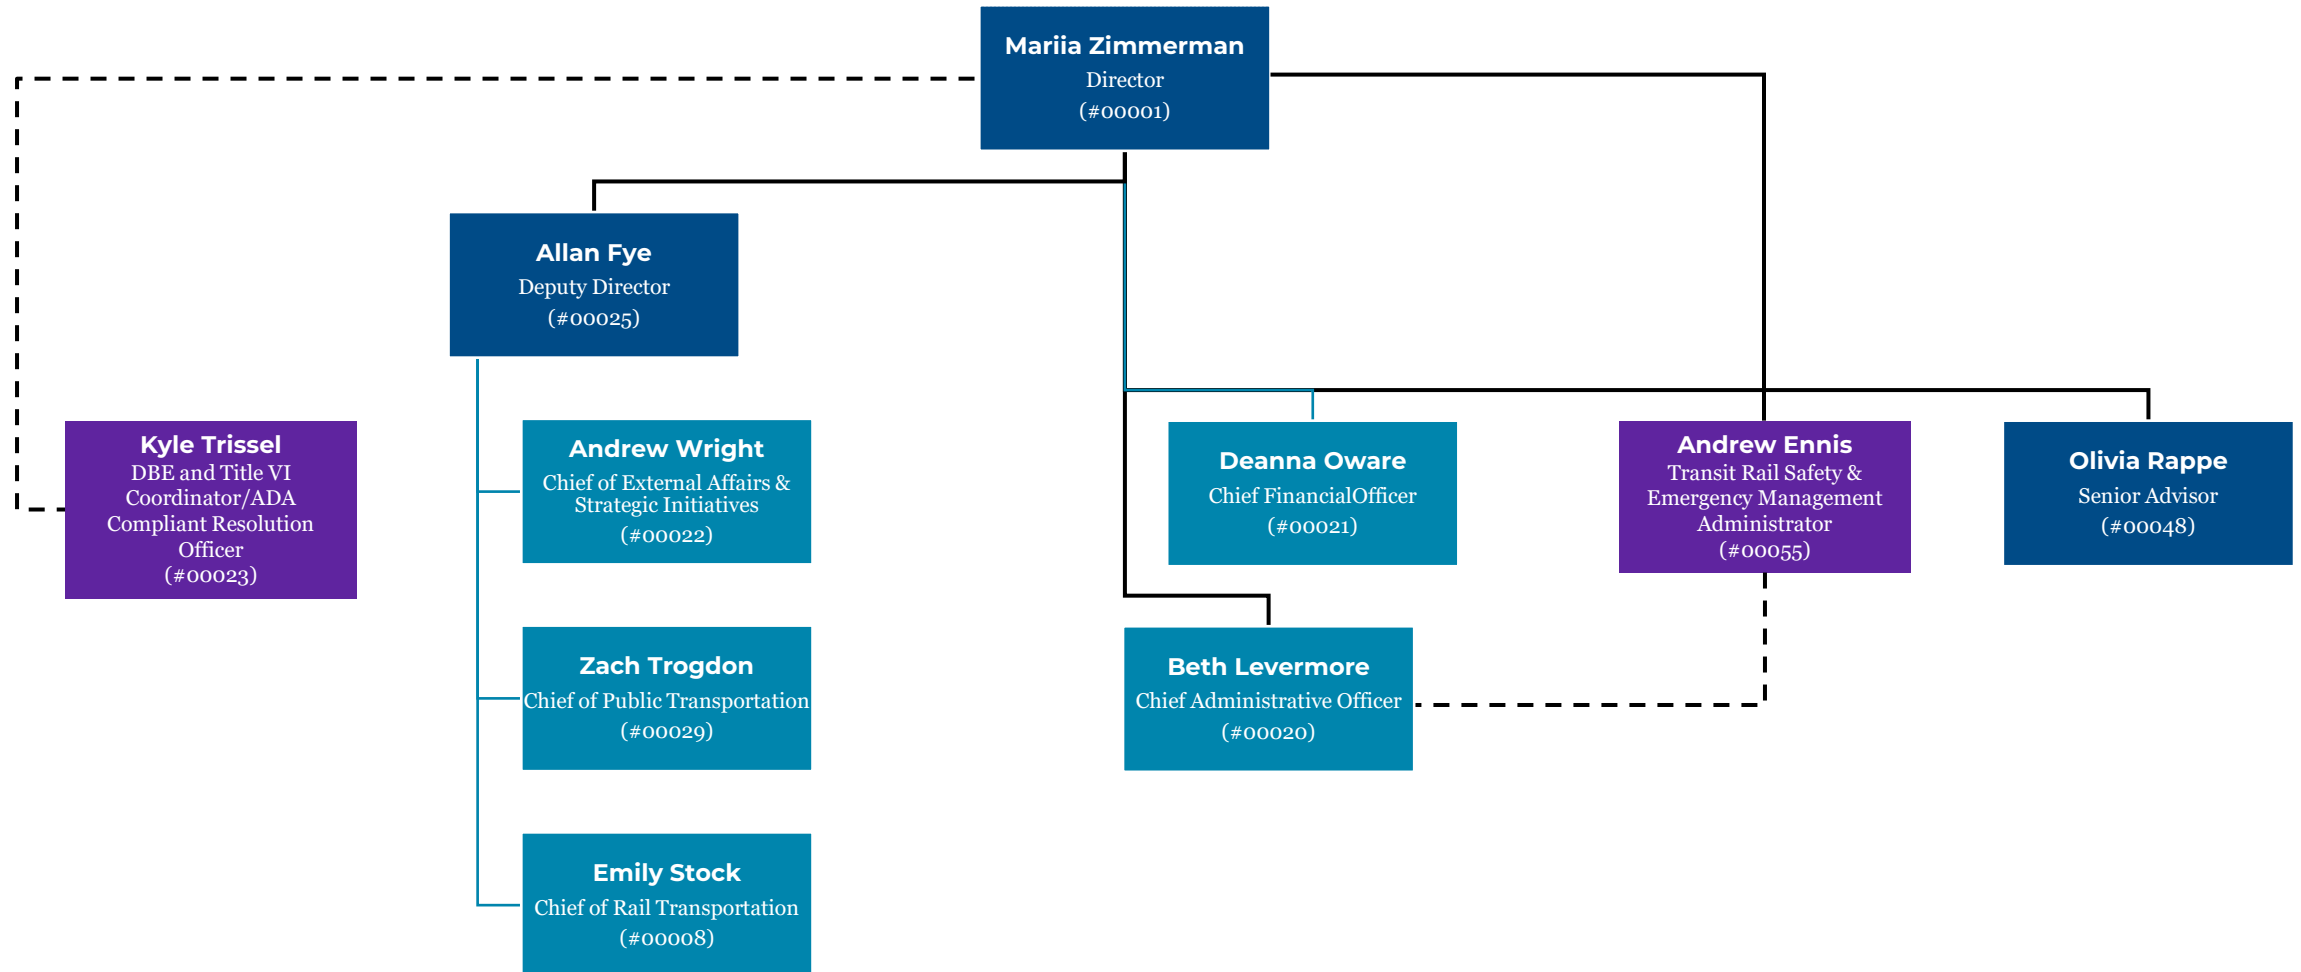 Mariia Zimmerman
Director
(#00001)
Allan Fye
Deputy Director
(#00025)
Kyle Trissel
DBE and Title VI
Coordinator/ADA
Compliant Resolution
Officer
(#00023)
Andrew Wright
Chief of External Affairs &
Strategic Initiatives
(#00022)
Deanna Oware
Chief FinancialOfficer
(#00021)
Andrew Ennis
Transit Rail Safety &
Emergency Management
Administrator
(#00055)
Olivia Rappe
Senior Advisor
(#00048)
Zach Trogdon
Chief of Public Transportation
(#00029)
Beth Levermore
Chief Administrative Officer
(#00020)
Emily Stock
Chief of Rail Transportation
(#00008)